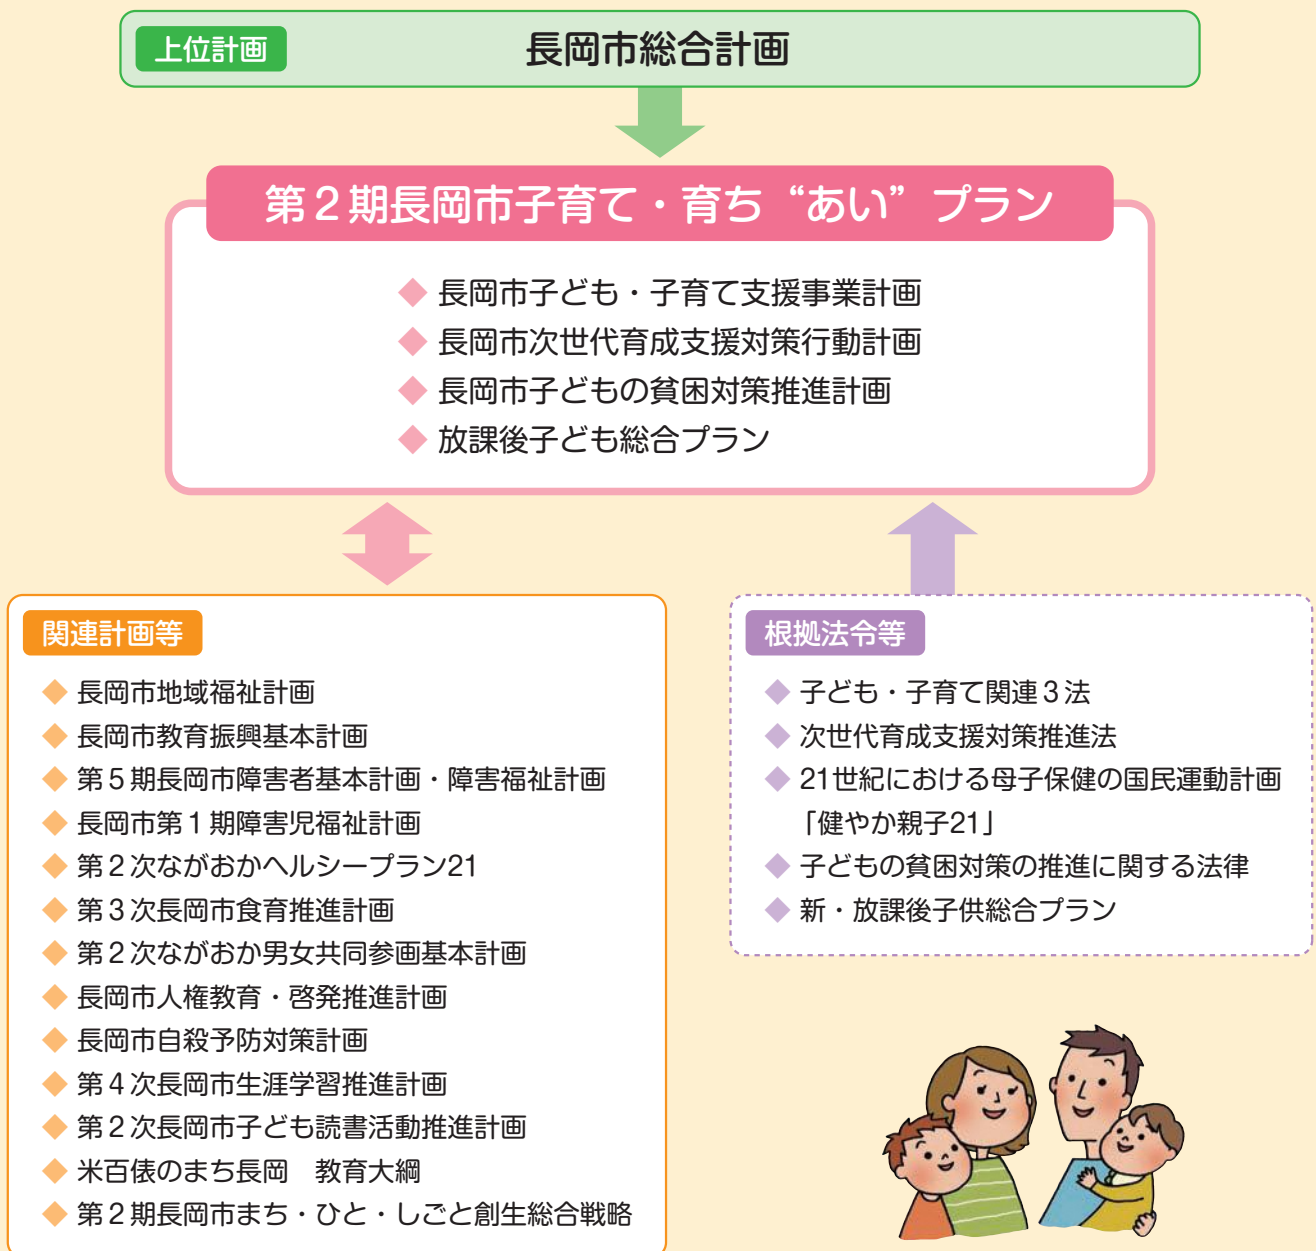 上位計画
長岡市総合計画
第２期長岡市子育て・育ち“あい”プラン
◆ 長岡市子ども・子育て支援事業計画
◆ 長岡市次世代育成支援対策行動計画
◆ 長岡市子どもの貧困対策推進計画
◆ 放課後子ども総合プラン
関連計画等
◆ 長岡市地域福祉計画
◆ 長岡市教育振興基本計画
◆ 第５期長岡市障害者基本計画・障害福祉計画
◆ 長岡市第１期障害児福祉計画
◆ 第２次ながおかヘルシープラン21
◆ 第３次長岡市食育推進計画
◆ 第２次ながおか男女共同参画基本計画
◆ 長岡市人権教育・啓発推進計画
◆ 長岡市自殺予防対策計画
◆ 第４次長岡市生涯学習推進計画
◆ 第２次長岡市子ども読書活動推進計画
◆ 米百俵のまち長岡　教育大綱
◆ 第２期長岡市まち・ひと・しごと創生総合戦略
根拠法令等
◆ 子ども・子育て関連３法
◆ 次世代育成支援対策推進法
◆ 21世紀における母子保健の国民運動計画
「健やか親子21」
◆ 子どもの貧困対策の推進に関する法律
◆ 新・放課後子供総合プラン